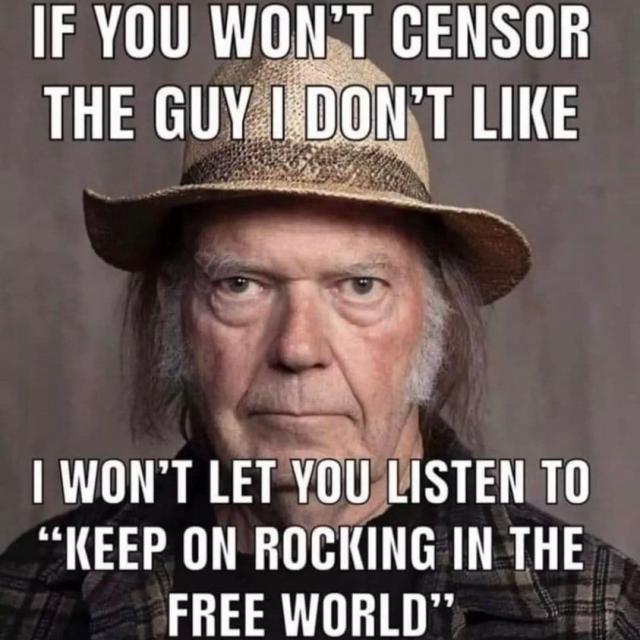 IF YOU WON'T CENSOR
THE GUY I DON'T LIKE
I WON'T LET YOU LISTEN TO
“KEEP ON ROCKING IN THE
FREE WORLD”